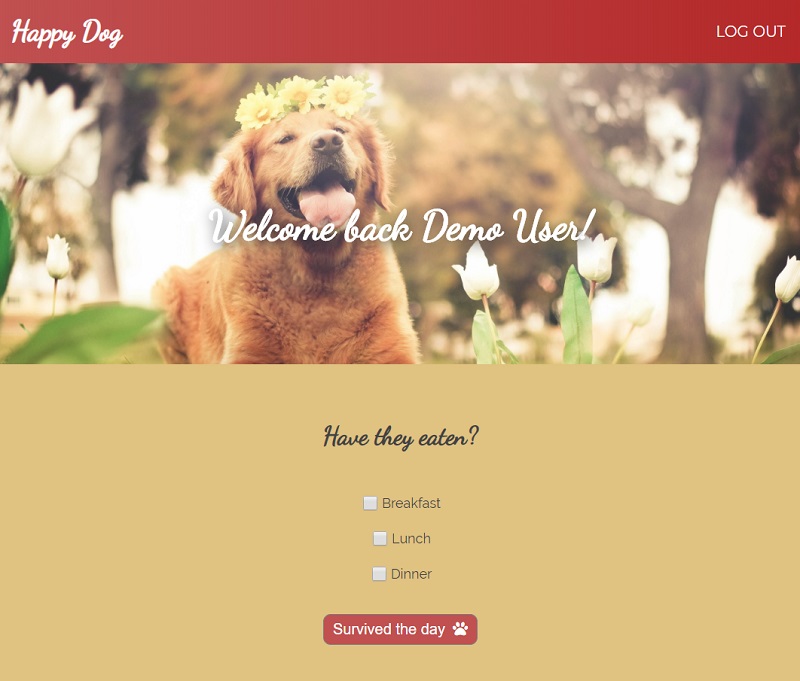 Happy Dog
LOG OUT
Welcome back Demo User!
Have they eaten?
Breakfast
Lunch
Dinner
Survived the day